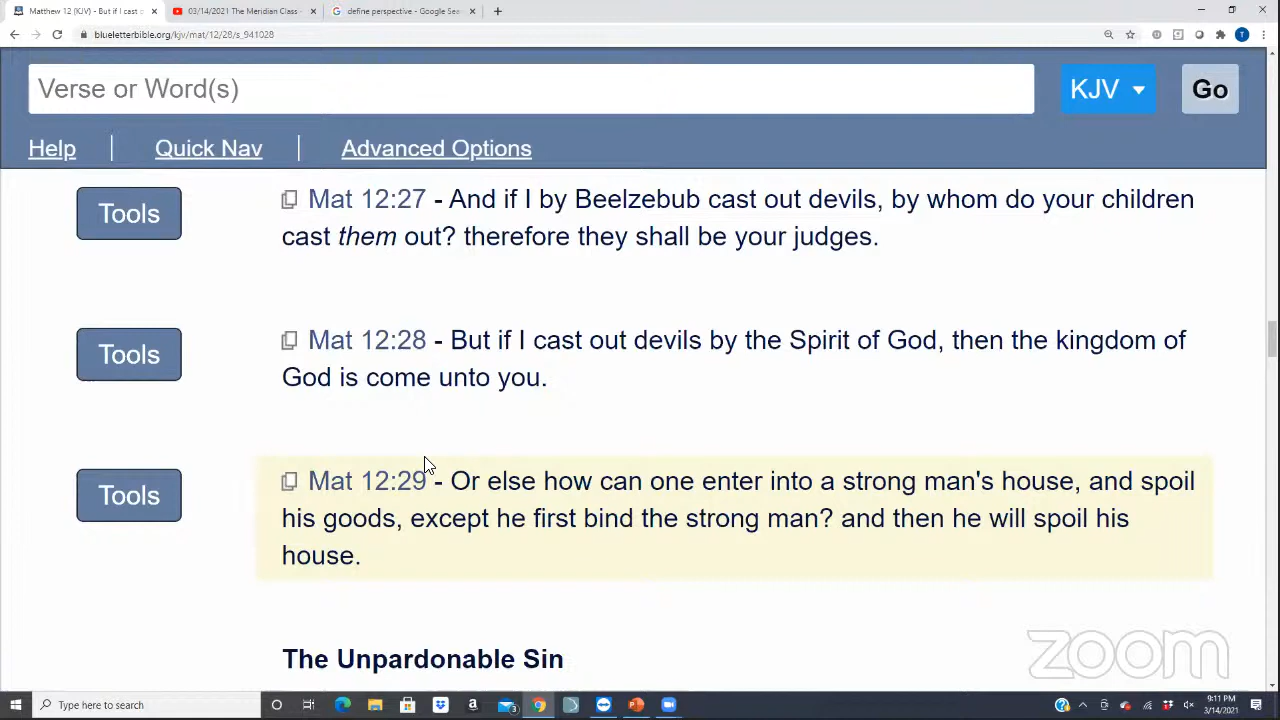 Matthew 12 (KJV) - But if I cast o
03/14/2021 The Meridian Class -
define perspective - Google Sea
blueletterbible.org/kjv/mat/12/28/s_941028
T
Verse or Word(s)
KJV
Go
Help
Quick Nav
Advanced Options
Tools
Mat 12:27 - And if I by Beelzebub cast out devils, by whom do your children
cast them out? therefore they shall be your judges.
Tools
Mat 12:28 - But if I cast out devils by the Spirit of God, then the kingdom of
God is come unto you.
Tools
Mat 12:29 - Or else how can one enter into a strong man's house, and spoil
his goods, except he first bind the strong man? and then he will spoil his
house.
The Unpardonable Sin
zoom
Type here to search
9:11 PM
3/14/2021